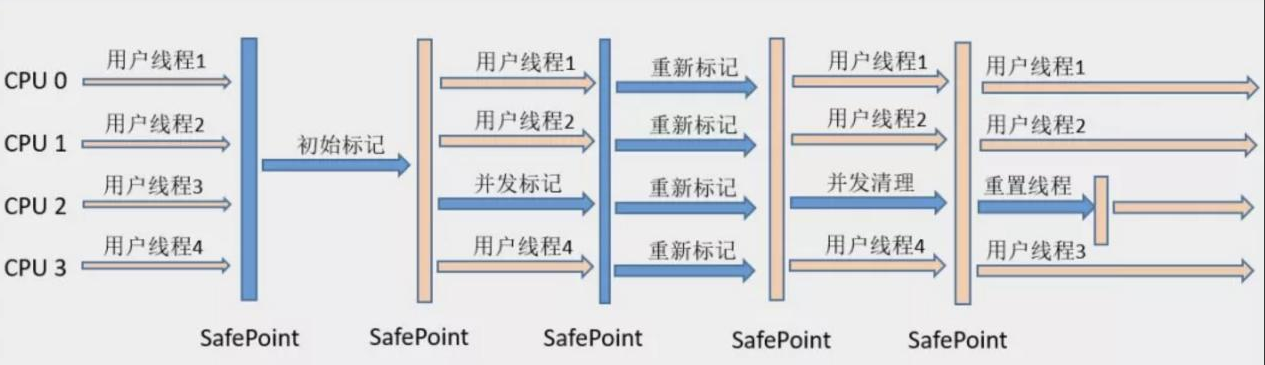 CPU 0 用户线程1 用户线程1 重新标记 用户线程1 用户线程1
CPU 1 用户线程2 初始标记 用户线程2 重新标记 用户线程2 用户线程2
CPU 2 用户线程3 并发标记 重新标记 并发清理 重置线程
CPU 3 用户线程4 用户线程4 重新标记 用户线程4 用户线程3
SafePoint SafePoint SafePoint SafePoint SafePoint